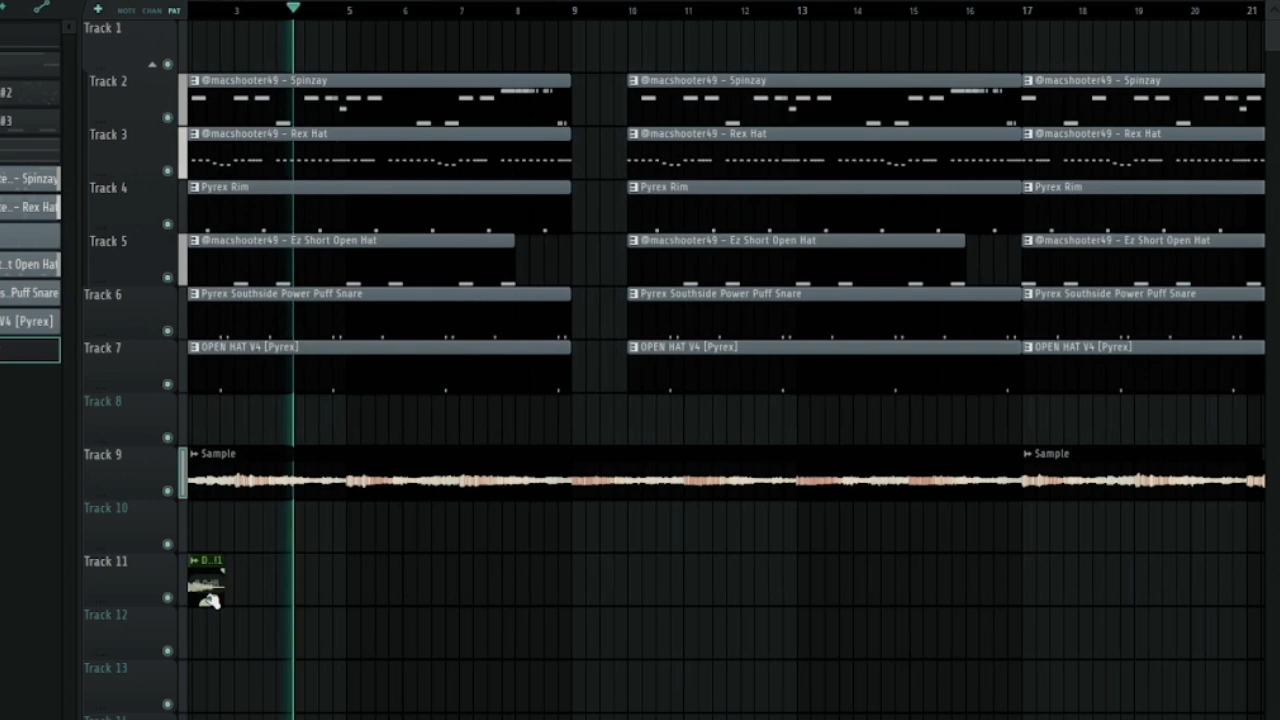 NOTE CHAN PAT
3 5 6 7 8 9 10 11 12 13 14 15 16 17 18 19 20 21
Track 1
Track 2
@macshooter49 - Spinzay
@macshooter49 - Spinzay
@macshooter49 - Spinzay
#2
#3
Track 3
@macshooter49 - Rex Hat
@macshooter49 - Rex Hat
@macshooter49 - Rex Hat
te..- Spinzay
Track 4
Pyrex Rim
Pyrex Rim
Pyrex Rim
te..- Rex Hat
Track 5
@macshooter49 - Ez Short Open Hat
@macshooter49 - Ez Short Open Hat
@macshooter49 - Ez Short Open Hat
t..t Open Hat
Track 6
Pyrex Southside Power Puff Snare
Pyrex Southside Power Puff Snare
Pyrex Southside Power Puff Snare
s..Puff Snare
V4 [Pyrex]
Track 7
OPEN HAT V4 [Pyrex]
OPEN HAT V4 [Pyrex]
OPEN HAT V4 [Pyrex]
Track 8
Track 9
Sample
Sample
Track 10
Track 11
D..!1
Track 12
Track 13